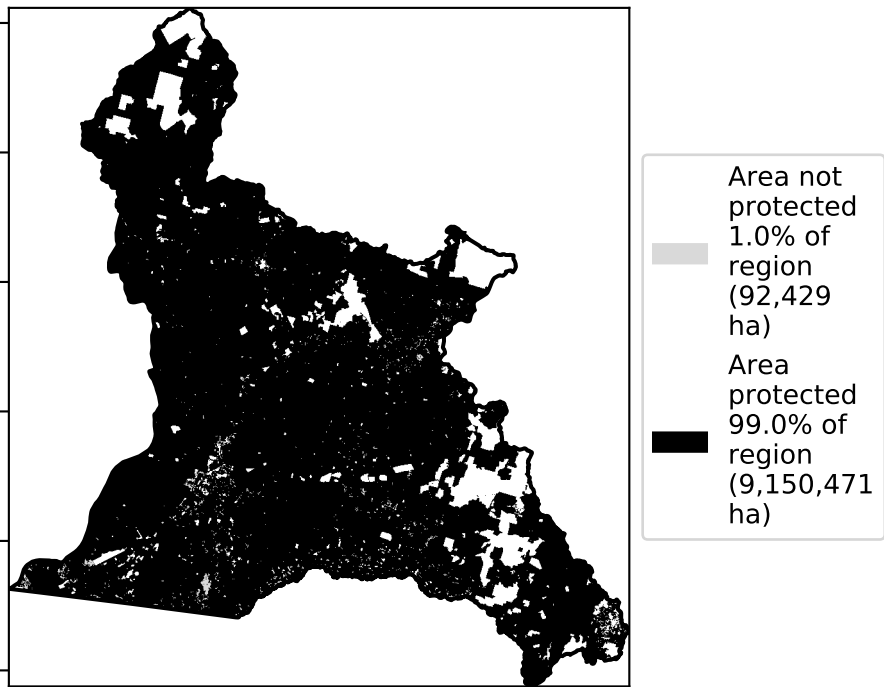 Area not
protected
1.0% of
region
(92,429
ha)
Area
protected
99.0% of
region
(9,150,471
ha)